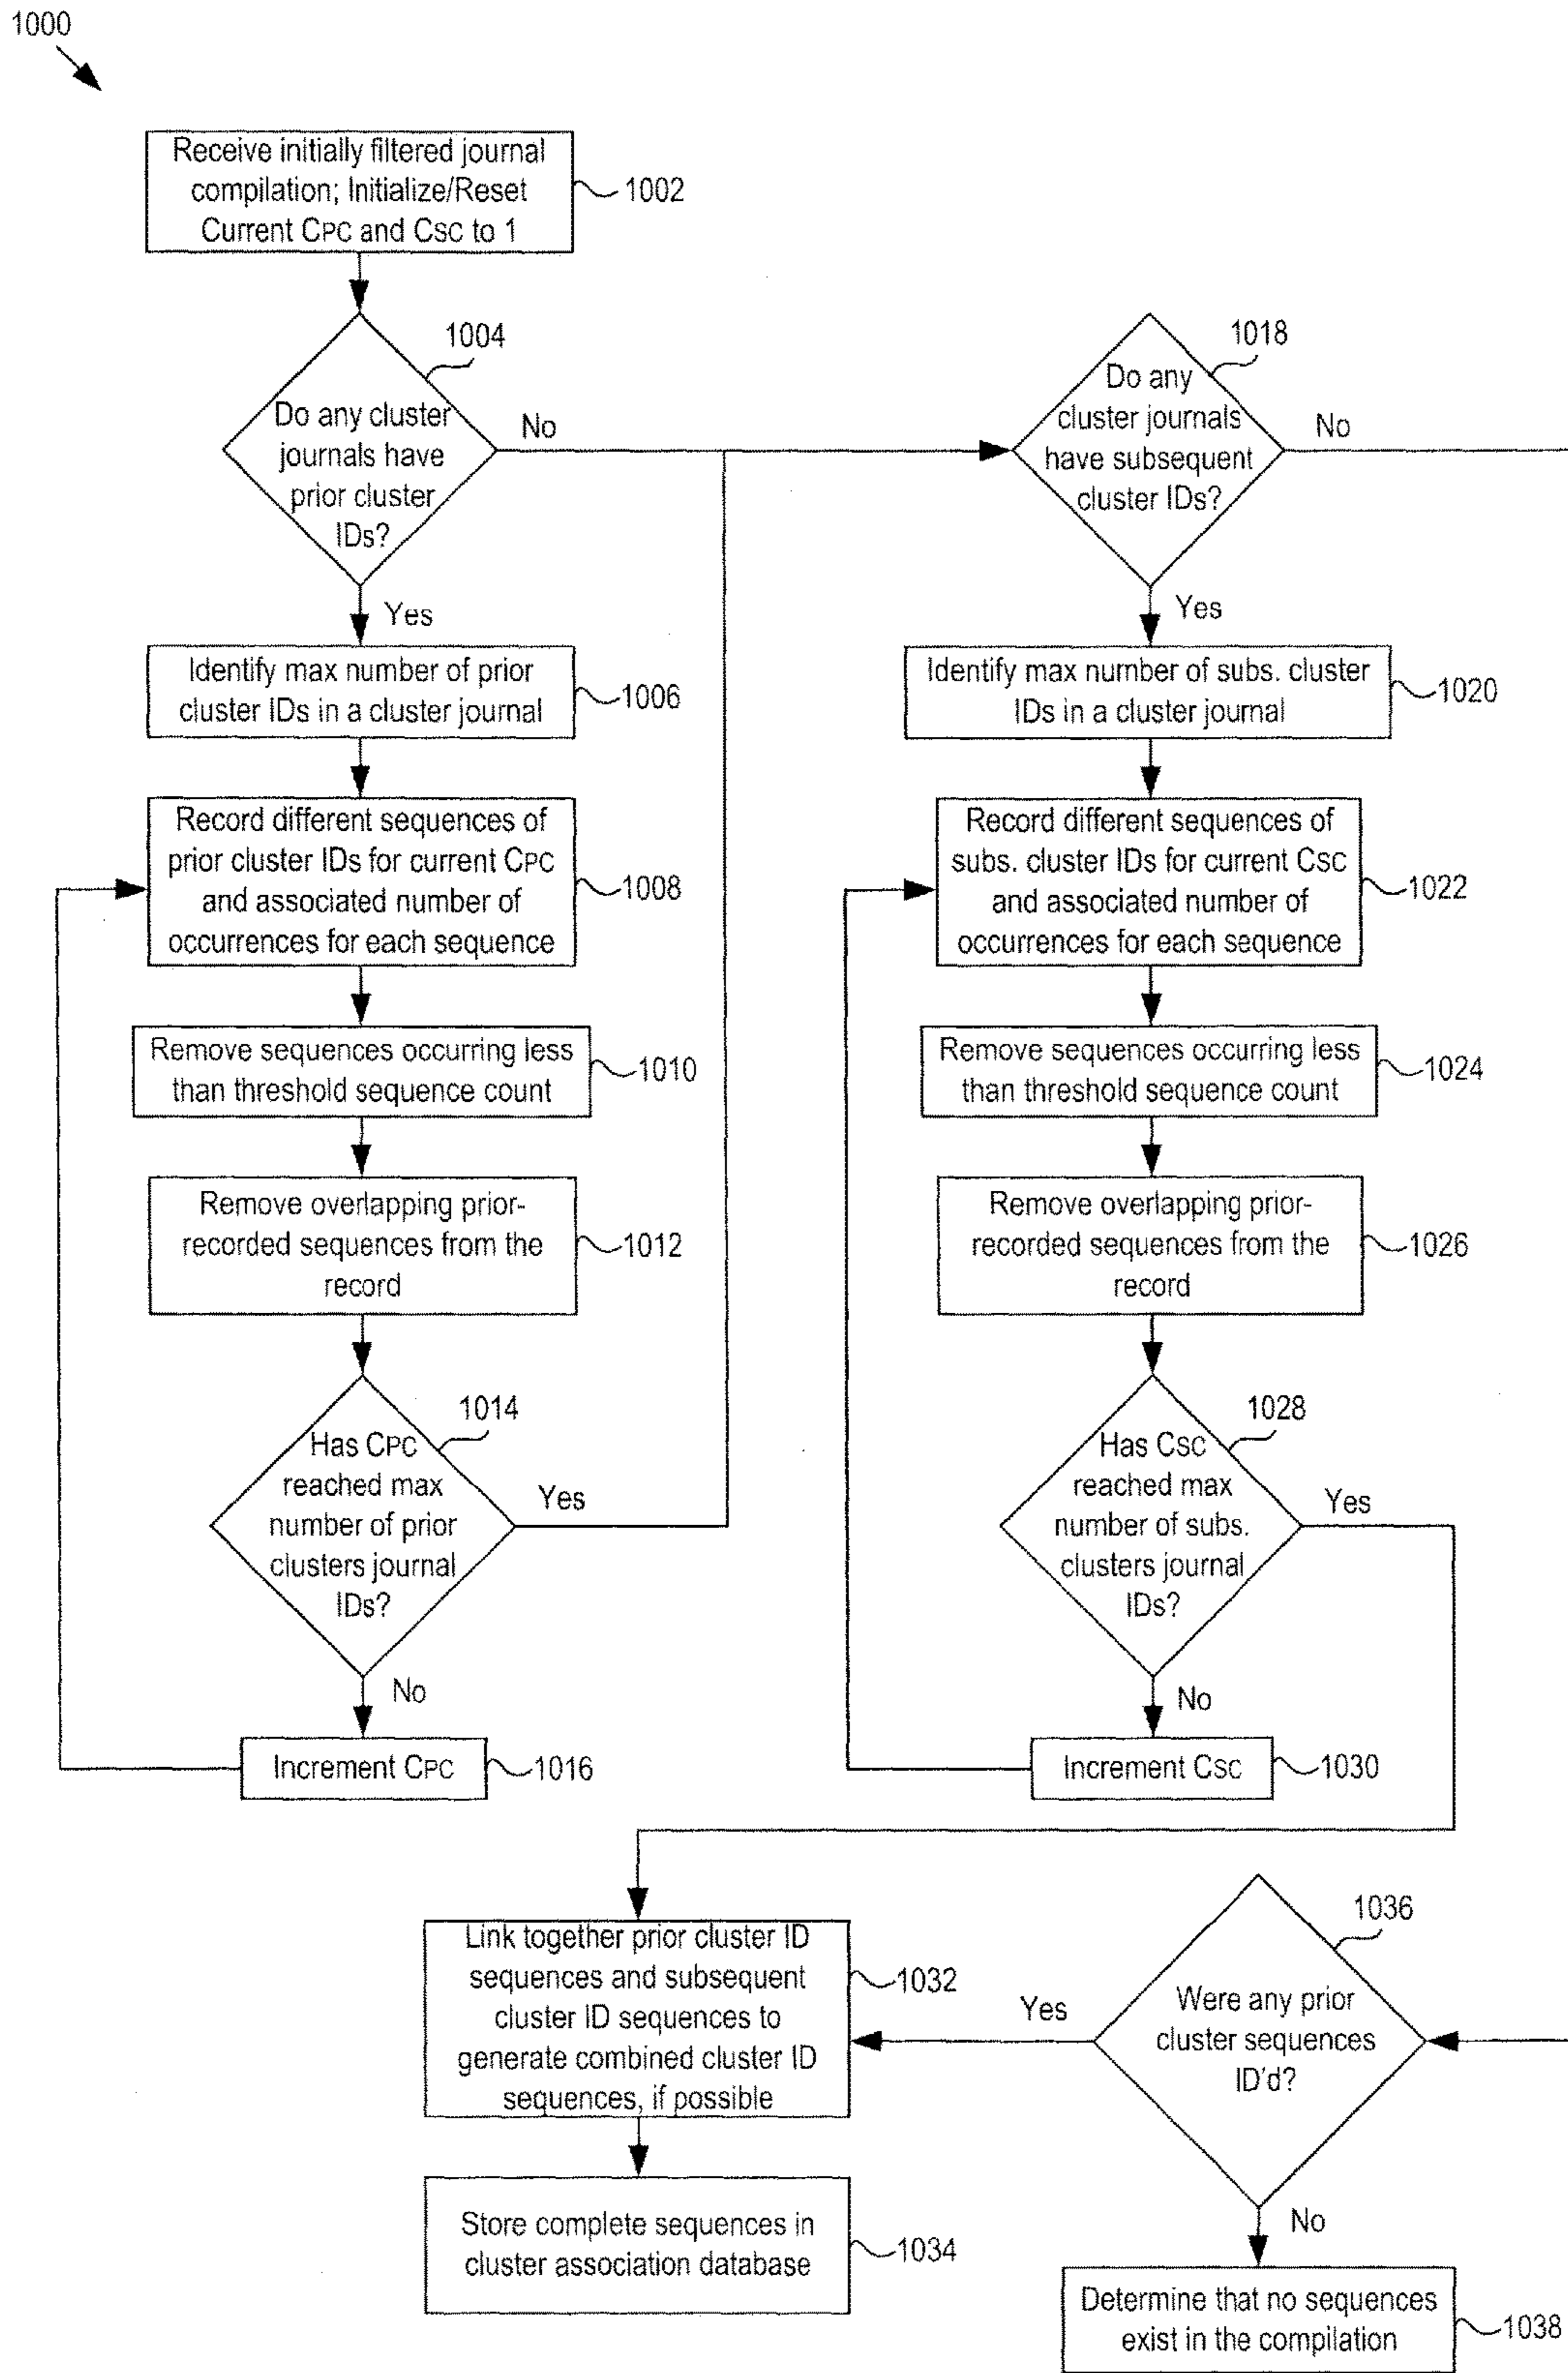 1000
Receive initially filtered journal
compilation; Initialize/Reset
Current CPC and CSC to 1
1002
1004
Do any cluster
journals have
prior cluster
IDs?
No
Yes
Identify max number of prior
cluster IDs in a cluster journal
1006
Record different sequences of
prior cluster IDs for current CPC
and associated number of
occurrences for each sequence
1008
Remove sequences occurring less
than threshold sequence count
1010
Remove overlapping prior-
recorded sequences from the
record
1012
1014
Has CPC
reached max
number of prior
clusters journal
IDs?
Yes
No
Increment CPC
1016
1018
Do any
cluster journals
have subsequent
cluster IDs?
No
Yes
Identify max number of subs. cluster
IDs in a cluster journal
1020
Record different sequences of
subs. cluster IDs for current CSC
and associated number of
occurrences for each sequence
1022
Remove sequences occurring less
than threshold sequence count
1024
Remove overlapping prior-
recorded sequences from the
record
1026
1028
Has CSC
reached max
number of subs.
clusters journal
IDs?
Yes
No
Increment CSC
1030
Link together prior cluster ID
sequences and subsequent
cluster ID sequences to
generate combined cluster ID
sequences, if possible
1032
Store complete sequences in
cluster association database
1034
1036
Were any prior
cluster sequences
ID'd?
Yes
No
Determine that no sequences
exist in the compilation
1038